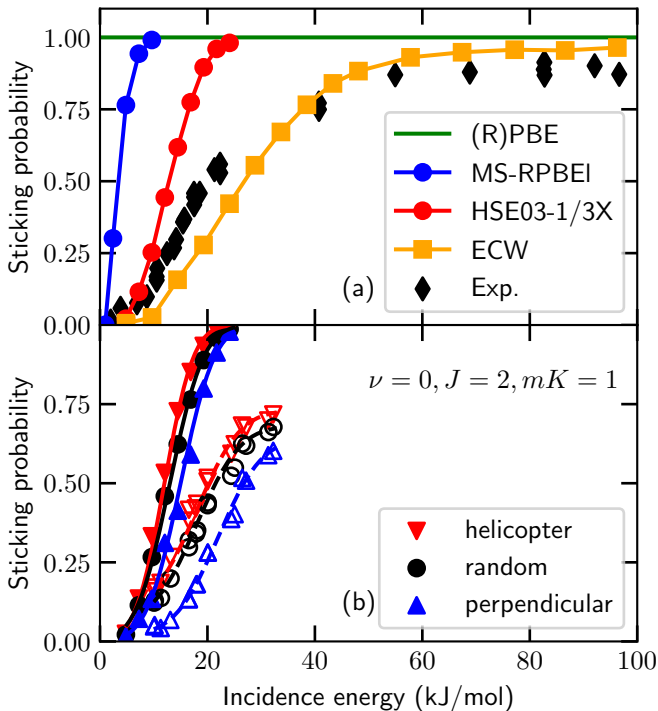 1.00
0.75
0.50
0.25
0.00
Sticking probability
(R)PBE
MS-RPBEl
HSE03-1/3X
ECW
Exp.
(a)
ν = 0, J = 2, mK = 1
0.75
0.50
0.25
0.00
Sticking probability
helicopter
random
perpendicular
(b)
0 20 40 60 80 100
Incidence energy (kJ/mol)